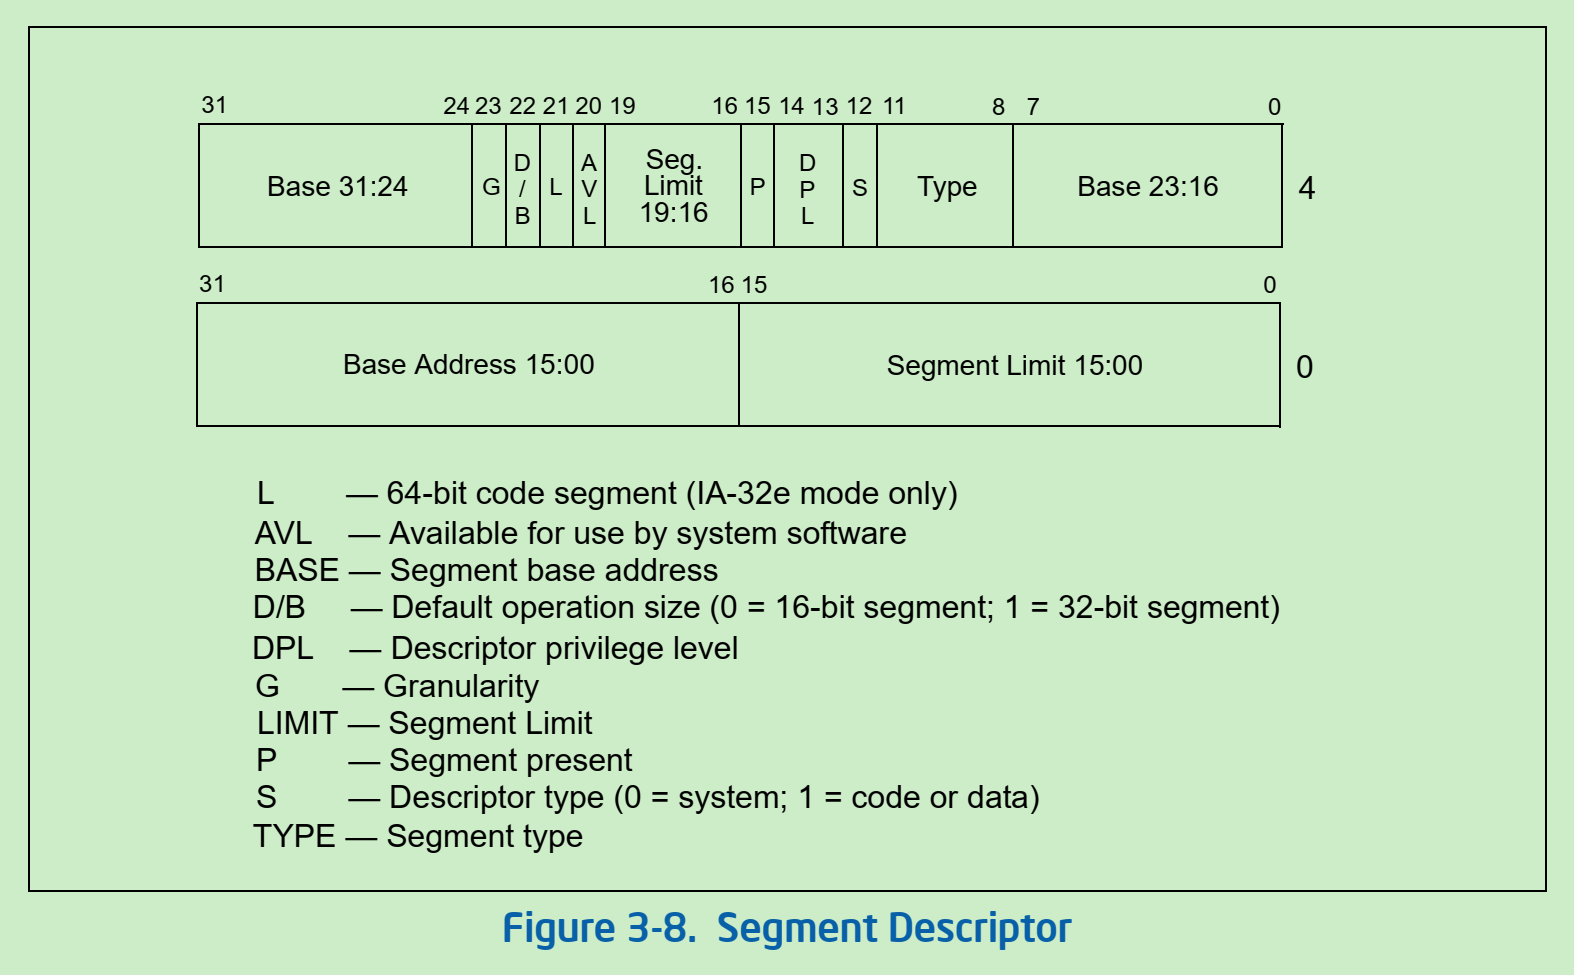 31 24 23 22 21 20 19 16 15 14 13 12 11 8 7 0
Base 31:24 G D/B L AVL Seg. Limit 19:16 P DPL S Type Base 23:16 4
31 16 15 0
Base Address 15:00 Segment Limit 15:00 0
L — 64-bit code segment (IA-32e mode only)
AVL — Available for use by system software
BASE — Segment base address
D/B — Default operation size (0 = 16-bit segment; 1 = 32-bit segment)
DPL — Descriptor privilege level
G — Granularity
LIMIT — Segment Limit
P — Segment present
S — Descriptor type (0 = system; 1 = code or data)
TYPE — Segment type
Figure 3-8. Segment Descriptor